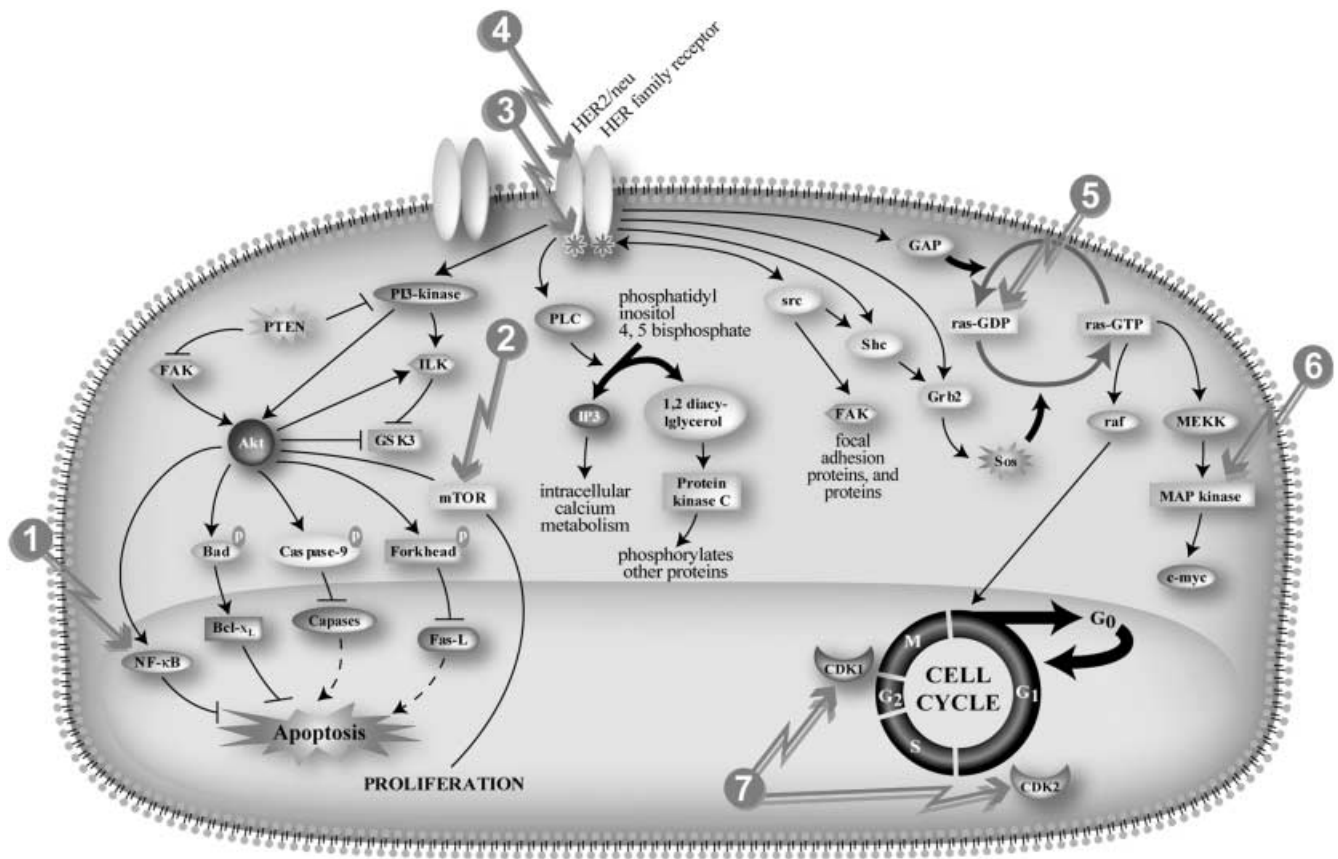 4
HER2/neu
HER family receptor
3
5
GAP
PI3-kinase
PTEN
src
phosphatidyl
inositol
4, 5 bisphosphate
PLC
ras-GDP
ras-GTP
2
Shc
FAK
ILK
6
Grb2
IP3
1,2 diacy-
lglycerol
FAK
raf
MEKK
Akt
GSK3
focal
adhesion
proteins, and
proteins
Sos
mTOR
intracellular
calcium
metabolism
Protein
kinase C
MAP kinase
1
Bad
P
Caspase-9
P
Forkhead
P
phosphorylates
other proteins
c-myc
Bcl-xL
Capases
Fas-L
G0
NF-κB
M
CDK1
CELL
CYCLE
G1
G2
S
Apoptosis
PROLIFERATION
7
CDK2